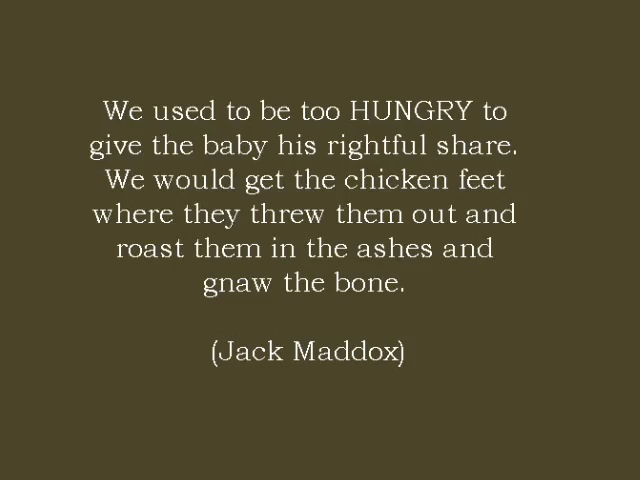 We used to be too HUNGRY to
give the baby his rightful share.
We would get the chicken feet
where they threw them out and
roast them in the ashes and
gnaw the bone.
(Jack Maddox)